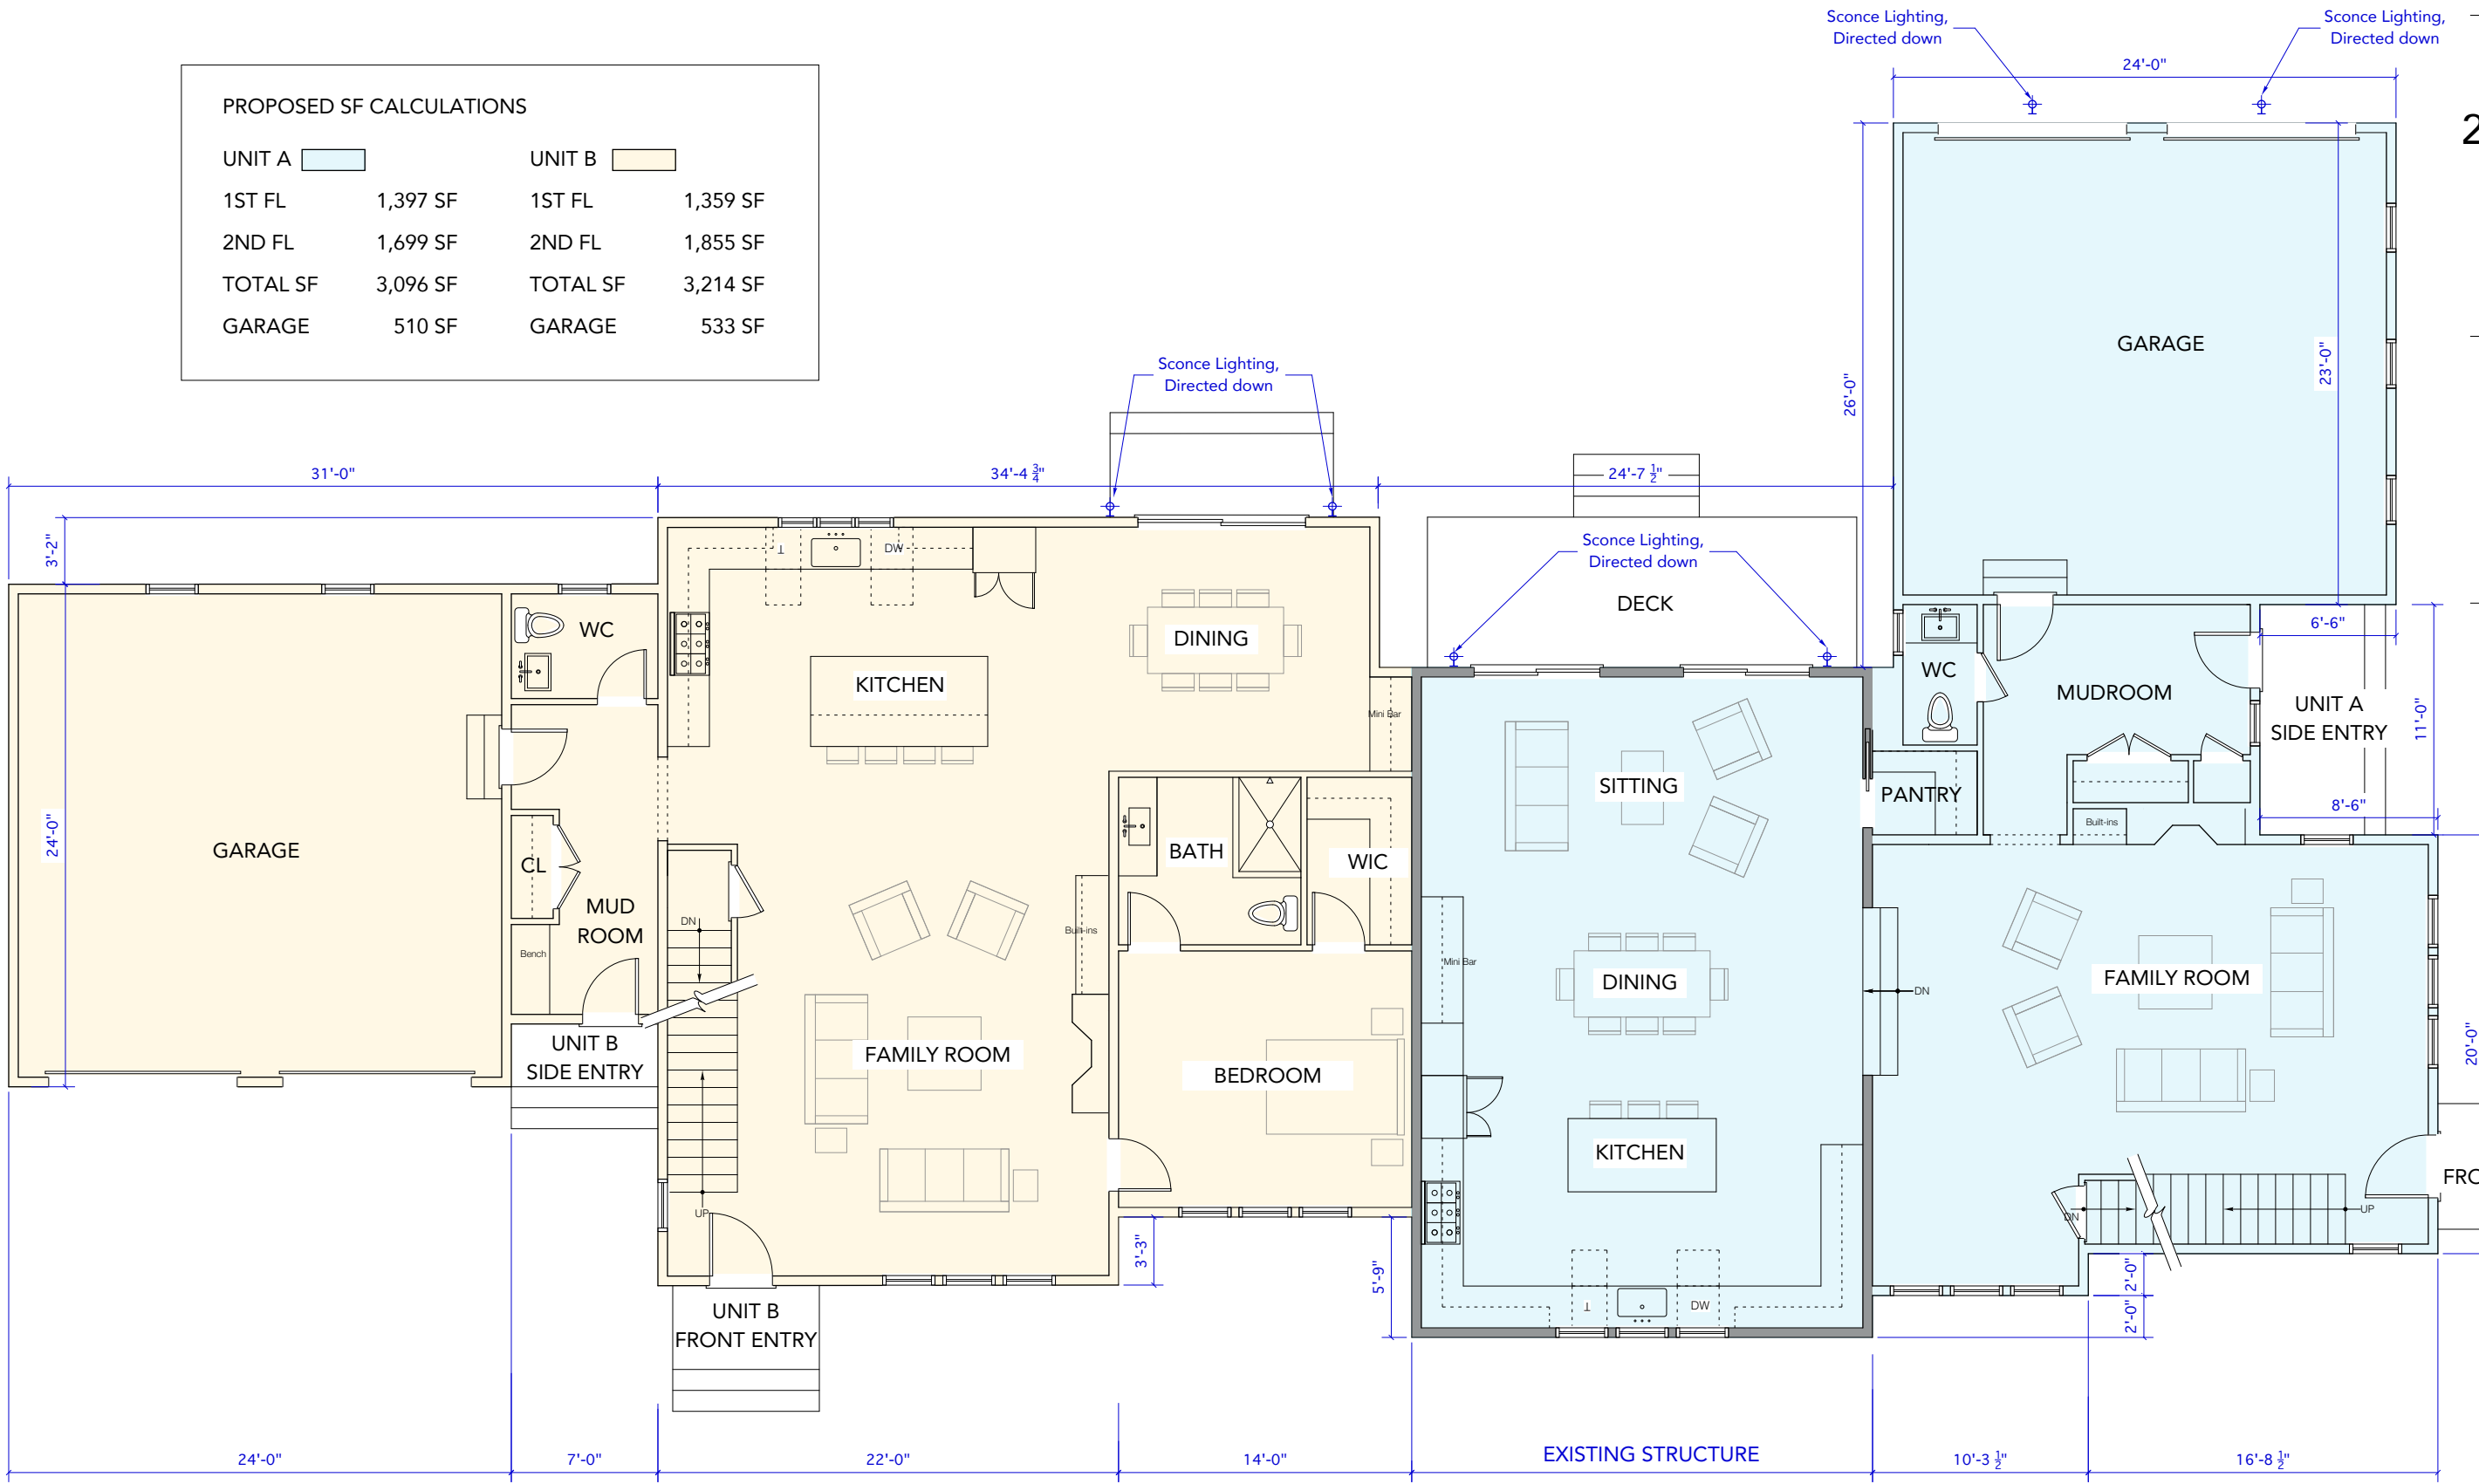 Sconce Lighting,
Directed down
Sconce Lighting,
Directed down
24'-0"
2
PROPOSED SF CALCULATIONS
UNIT A UNIT B
1ST FL 1,397 SF 1ST FL 1,359 SF
2ND FL 1,699 SF 2ND FL 1,855 SF
TOTAL SF 3,096 SF TOTAL SF 3,214 SF
GARAGE 510 SF GARAGE 533 SF
GARAGE
23'-0"
26'-0"
Sconce Lighting,
Directed down
31'-0"
34'-4 3/4"
24'-7 1/2"
3'-2"
T
DW
Sconce Lighting,
Directed down
DECK
WC
DINING
KITCHEN
Mini Bar
6'-6"
WC
MUDROOM
UNIT A
SIDE ENTRY
11'-0"
SITTING
PANTRY
8'-6"
Built-ins
24'-0"
GARAGE
CL
BATH
WIC
MUD
ROOM
DN
Built-ins
Bench
Mini Bar
DINING
DN
FAMILY ROOM
UNIT B
SIDE ENTRY
FAMILY ROOM
BEDROOM
20'-0"
KITCHEN
FRO
UP
DN
UP
3'-3"
5'-9"
2'-0"
2'-0"
T
DW
UNIT B
FRONT ENTRY
24'-0"
7'-0"
22'-0"
14'-0"
EXISTING STRUCTURE
10'-3 1/2"
16'-8 1/2"